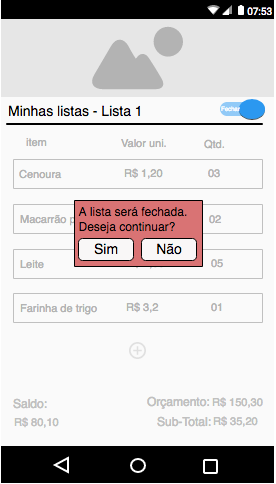 07:53
Minhas listas - Lista 1
Fechar
item Valor uni. Qtd.
Cenoura R$ 1,20 03
Macarrão 02
A lista será fechada.
Deseja continuar?
Sim Não
Leite 05
Farinha de trigo R$ 3,2 01
Saldo: Orçamento: R$ 150,30
R$ 80,10 Sub-Total: R$ 35,20